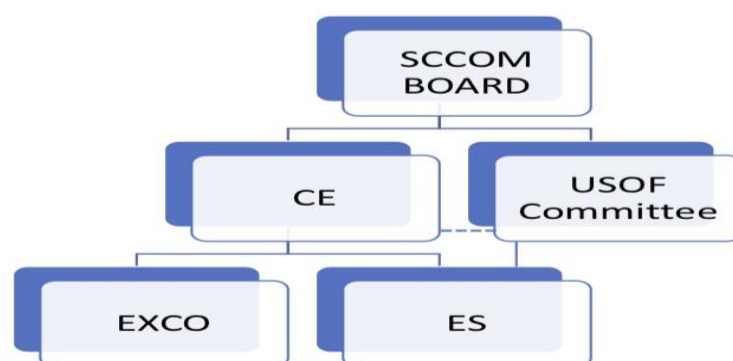 SCCOM
BOARD
CE
USOF
Committee
EXCO
ES